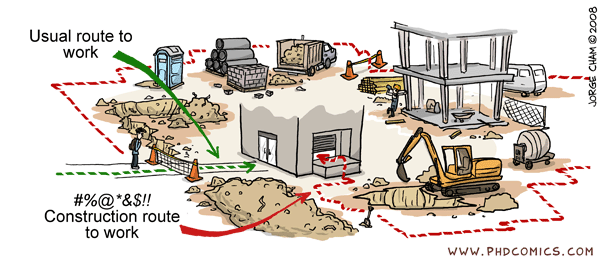 Usual route to
work
#%@*&$!!
Construction route
to work
JORGE CHAM © 2008
WWW.PHDCOMICS.COM